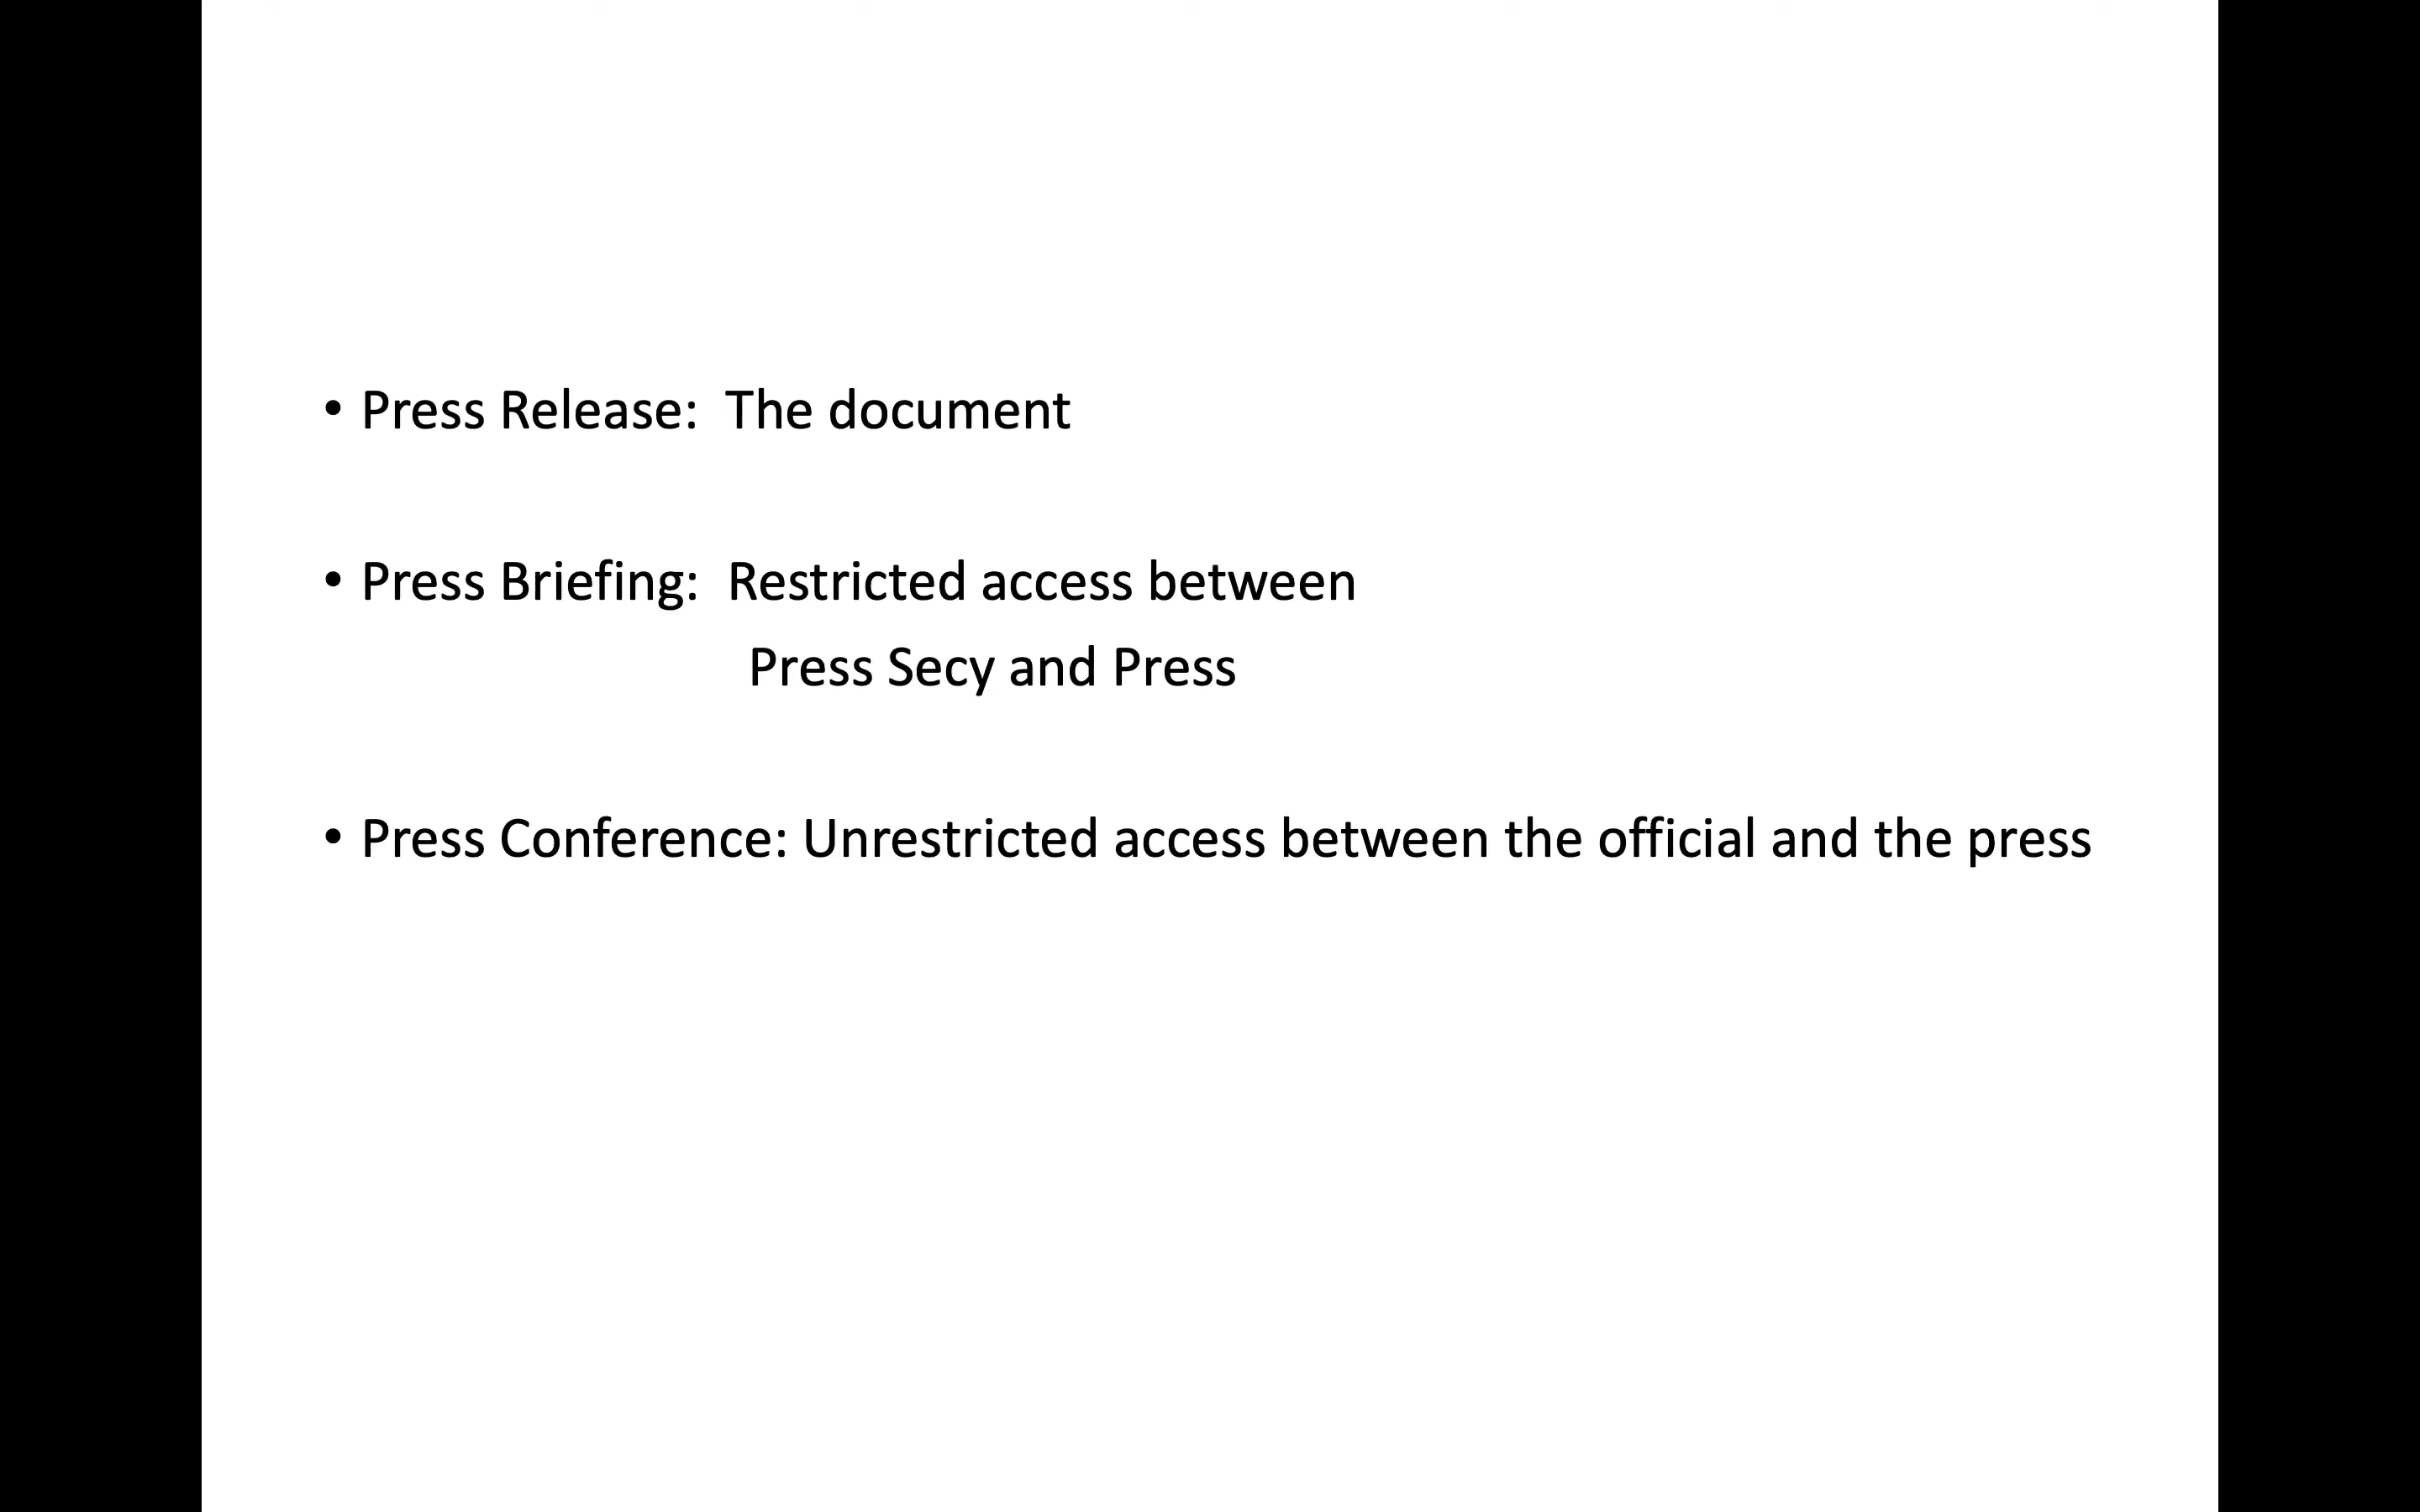 • Press Release:  The document
• Press Briefing:  Restricted access between
Press Secy and Press
• Press Conference: Unrestricted access between the official and the press